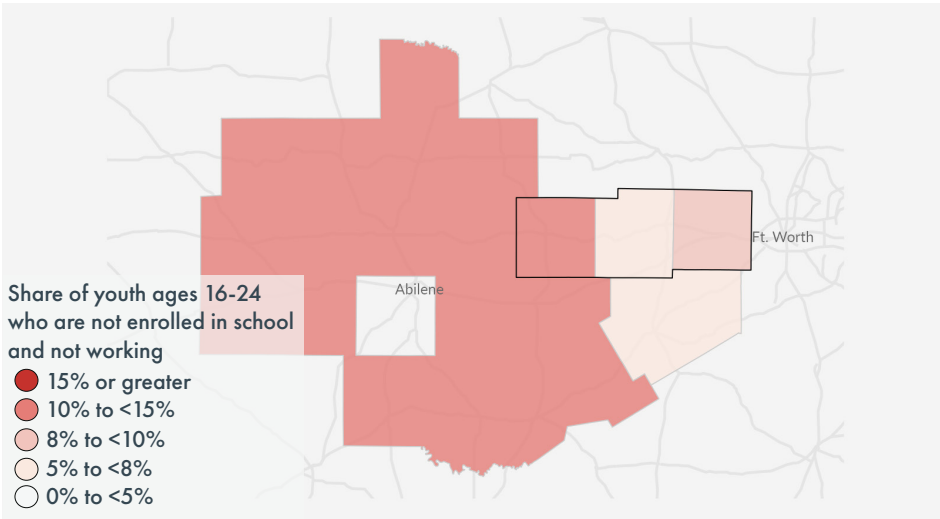 Ft. Worth
Abilene
Share of youth ages 16-24
who are not enrolled in school
and not working
15% or greater
10% to <15%
8% to <10%
5% to <8%
0% to <5%